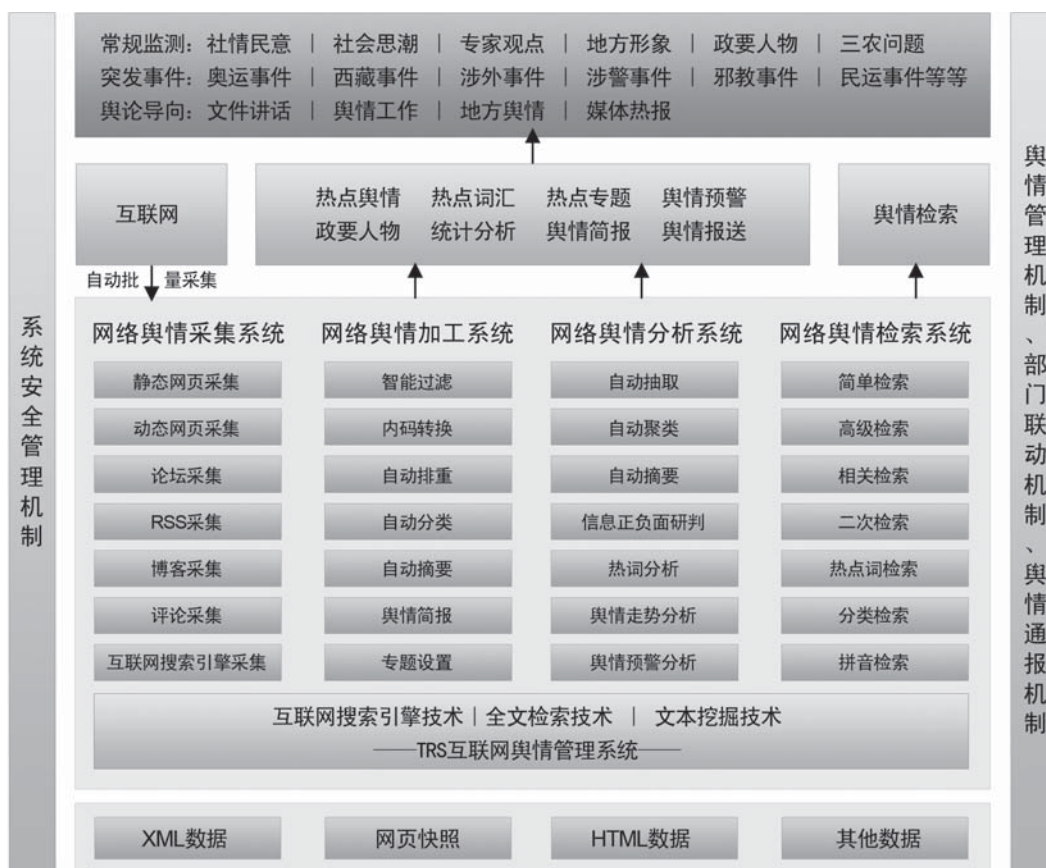 常规监测：社情民意 | 社会思潮 | 专家观点 | 地方形象 | 政要人物 | 三农问题
突发事件：奥运事件 | 西藏事件 | 涉外事件 | 涉警事件 | 邪教事件 | 民运事件等等
舆论导向：文件讲话 | 舆情工作 | 地方舆情 | 媒体热报
互联网
热点舆情 热点词汇 热点专题 舆情预警
政要人物 统计分析 舆情简报 舆情报送
舆情检索
自动批 量采集
系统安全管理机制
舆情管理机制、部门联动机制、舆情通报机制
网络舆情采集系统 网络舆情加工系统 网络舆情分析系统 网络舆情检索系统
静态网页采集 智能过滤 自动抽取 简单检索
动态网页采集 内码转换 自动聚类 高级检索
论坛采集 自动排重 自动摘要 相关检索
RSS采集 自动分类 信息正负面研判 二次检索
博客采集 自动摘要 热词分析 热点词检索
评论采集 舆情简报 舆情走势分析 分类检索
互联网搜索引擎采集 专题设置 舆情预警分析 拼音检索
互联网搜索引擎技术 | 全文检索技术 | 文本挖掘技术
——TRS互联网舆情管理系统——
XML数据 网页快照 HTML数据 其他数据